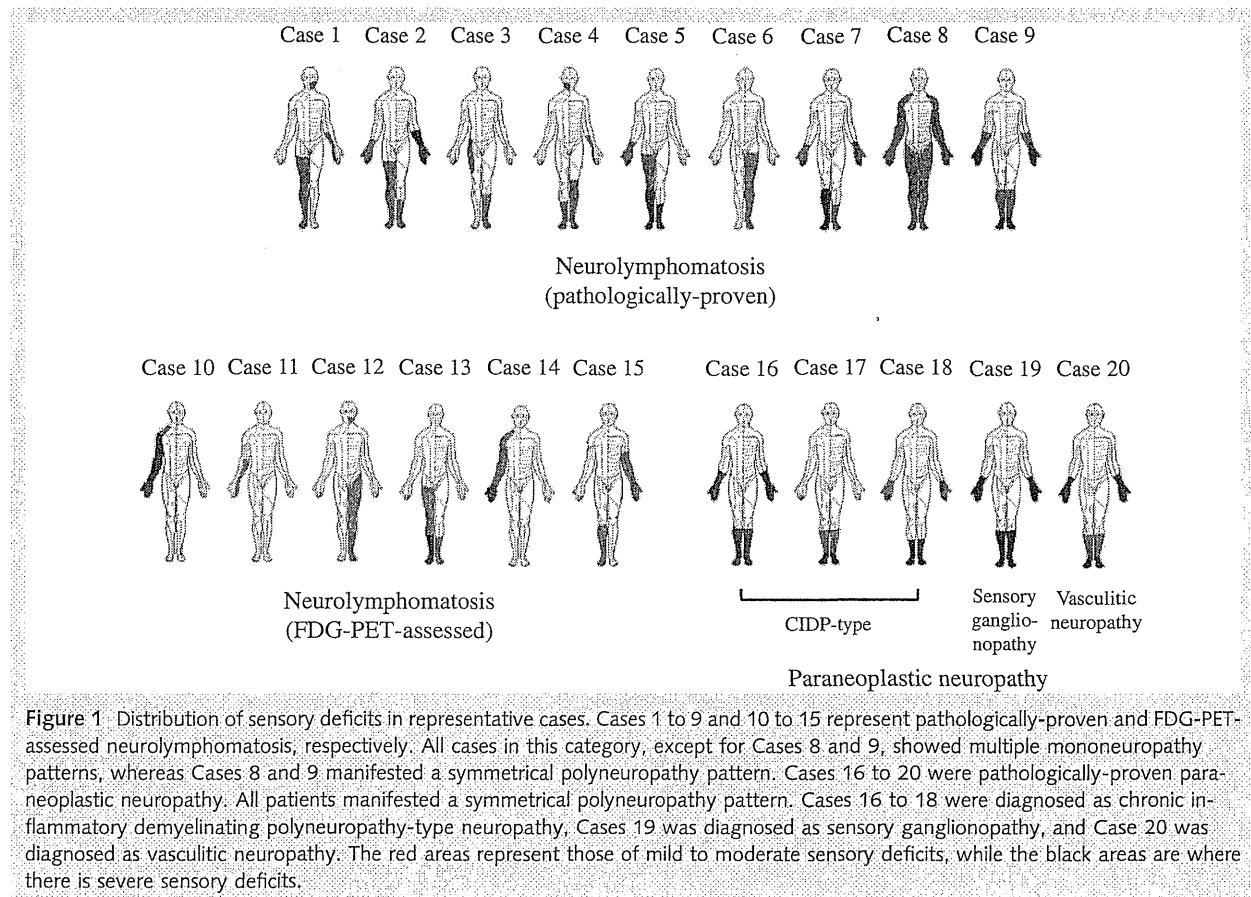 Case 1 Case 2 Case 3 Case 4 Case 5 Case 6 Case 7 Case 8 Case 9
Neurolymphomatosis
(pathologically-proven)
Case 10 Case 11 Case 12 Case 13 Case 14 Case 15
Neurolymphomatosis
(FDG-PET-assessed)
Case 16 Case 17 Case 18 Case 19 Case 20
CIDP-type
Sensory
ganglio-
nopathy
Vasculitic
neuropathy
Paraneoplastic neuropathy
Figure 1 Distribution of sensory deficits in representative cases. Cases 1 to 9 and 10 to 15 represent pathologically-proven and FDG-PET-
assessed neurolymphomatosis, respectively. All cases in this category, except for Cases 8 and 9, showed multiple mononeuropathy
patterns, whereas Cases 8 and 9 manifested a symmetrical polyneuropathy pattern. Cases 16 to 20 were pathologically-proven para-
neoplastic neuropathy. All patients manifested a symmetrical polyneuropathy pattern. Cases 16 to 18 were diagnosed as chronic in-
flammatory demyelinating polyneuropathy-type neuropathy, Cases 19 was diagnosed as sensory ganglionopathy, and Case 20 was
diagnosed as vasculitic neuropathy. The red areas represent those of mild to moderate sensory deficits, while the black areas are where
there is severe sensory deficits.